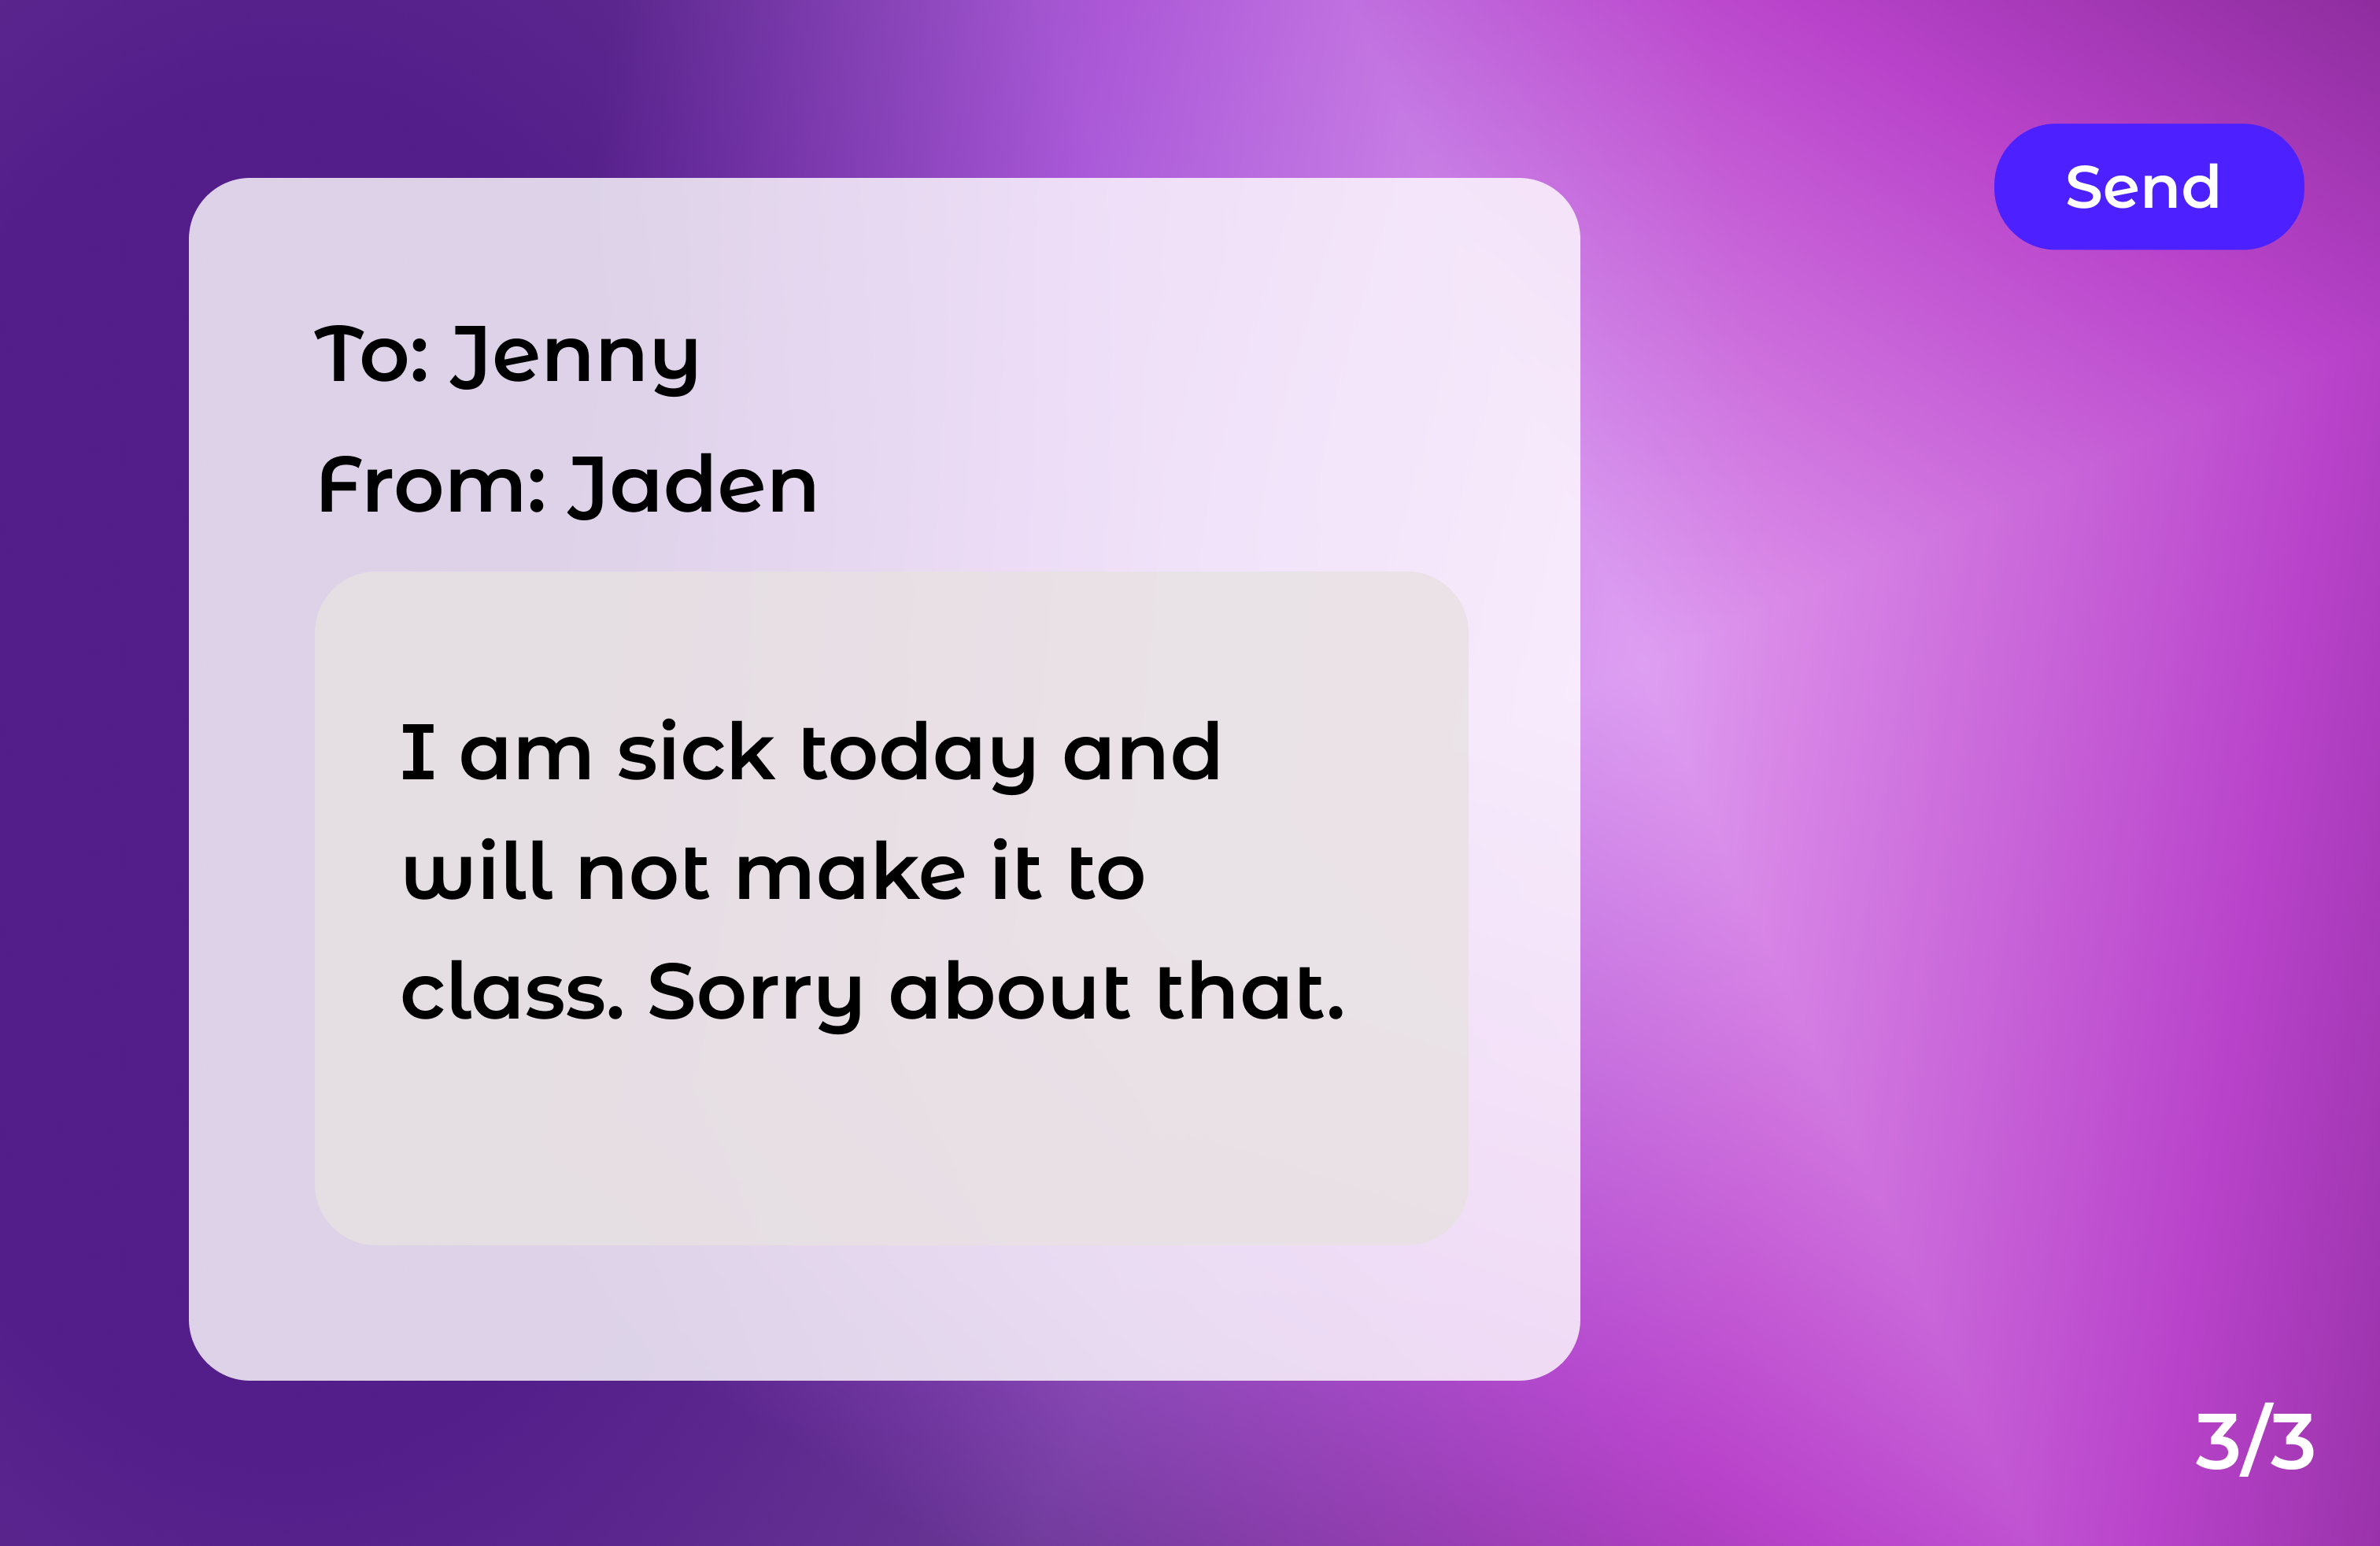 Send
To: Jenny
From: Jaden
I am sick today and
will not make it to
class. Sorry about that.
3/3